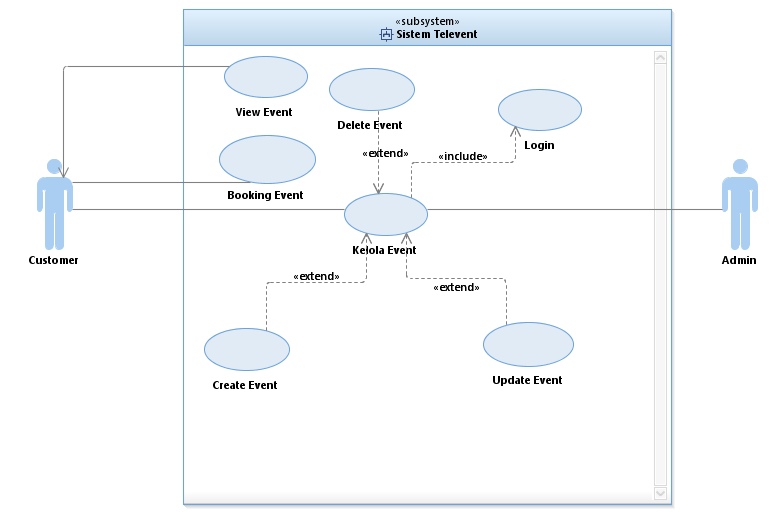 «subsystem»
Sistem Televent
View Event
Delete Event
Login
«extend»
«include»
Booking Event
Customer
Kelola Event
Admin
«extend»
«extend»
Create Event
Update Event